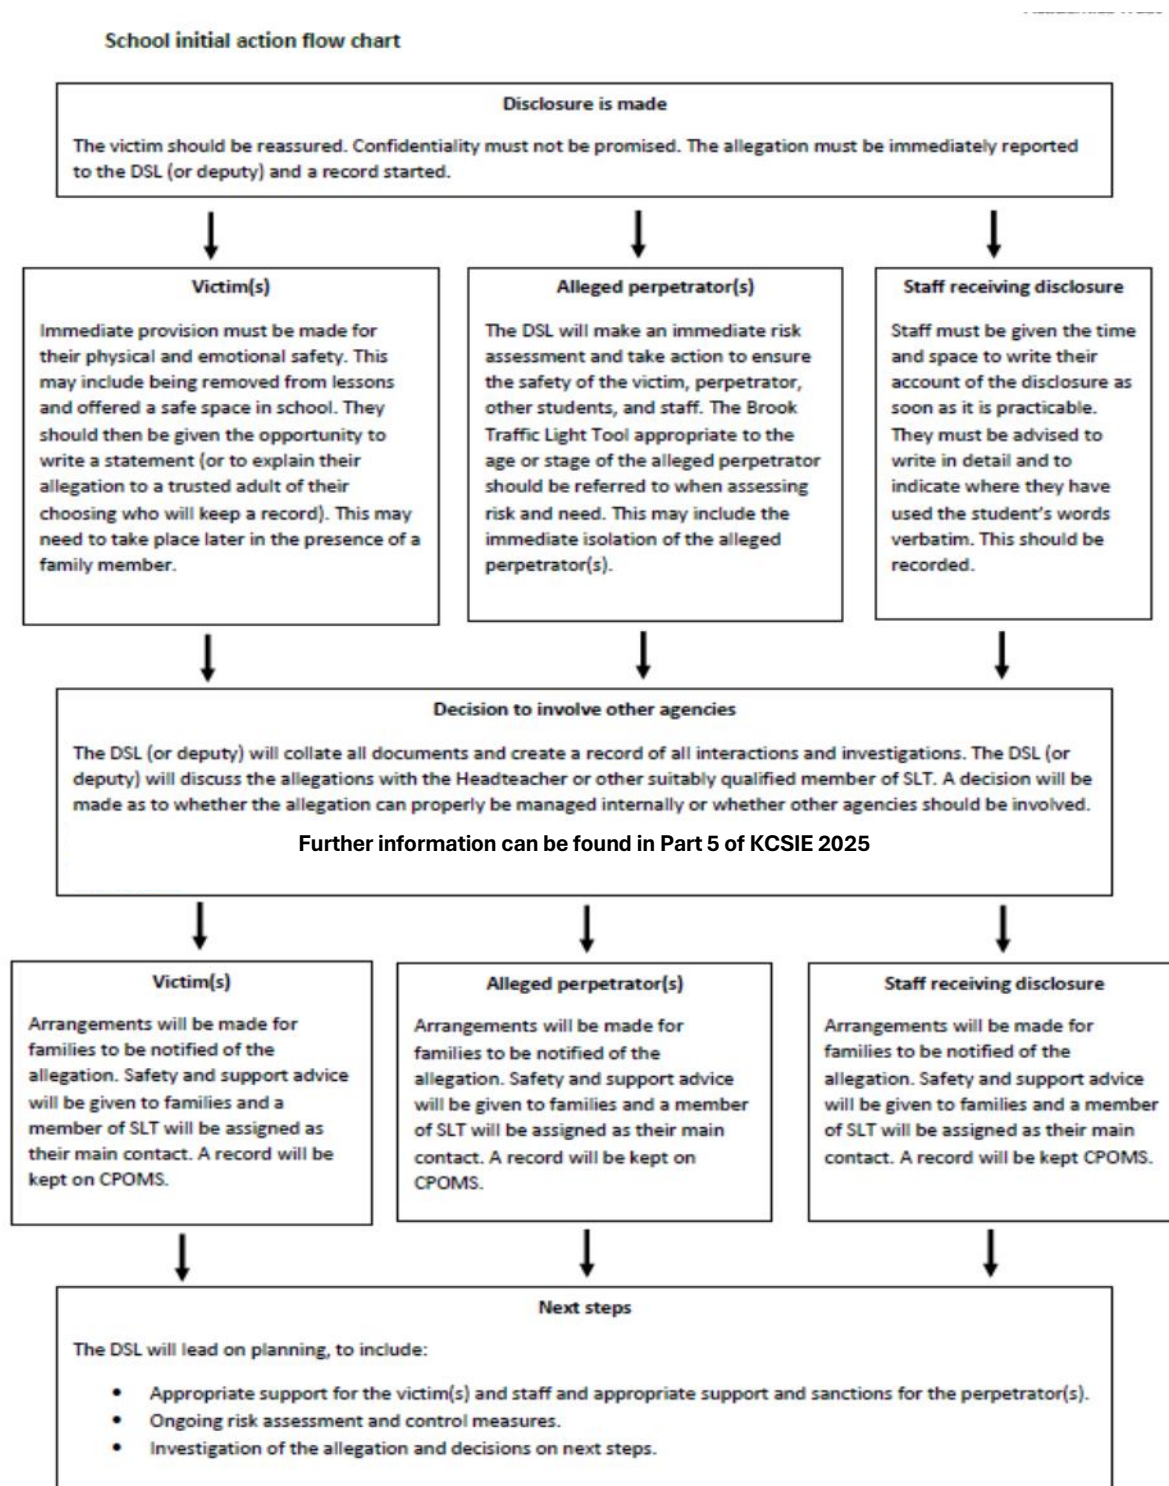 School initial action flow chart
Disclosure is made
The victim should be reassured. Confidentiality must not be promised. The allegation must be immediately reported
to the DSL (or deputy) and a record started.
Victim(s)
Immediate provision must be made for
their physical and emotional safety. This
may include being removed from lessons
and offered a safe space in school. They
should then be given the opportunity to
write a statement (or to explain their
allegation to a trusted adult of their
choosing who will keep a record). This may
need to take place later in the presence of a
family member.
Alleged perpetrator(s)
The DSL will make an immediate risk
assessment and take action to ensure
the safety of the victim, perpetrator,
other students, and staff. The Brook
Traffic Light Tool appropriate to the
age or stage of the alleged perpetrator
should be referred to when assessing
risk and need. This may include the
immediate isolation of the alleged
perpetrator(s).
Staff receiving disclosure
Staff must be given the time
and space to write their
account of the disclosure as
soon as it is practicable.
They must be advised to
write in detail and to
indicate where they have
used the student's words
verbatim. This should be
recorded.
Decision to involve other agencies
The DSL (or deputy) will collate all documents and create a record of all interactions and investigations. The DSL (or
deputy) will discuss the allegations with the Headteacher or other suitably qualified member of SLT. A decision will be
made as to whether the allegation can properly be managed internally or whether other agencies should be involved.
Further information can be found in Part 5 of KCSIE 2025
Victim(s)
Arrangements will be made for
families to be notified of the
allegation. Safety and support advice
will be given to families and a
member of SLT will be assigned as
their main contact. A record will be
kept on CPOMS.
Alleged perpetrator(s)
Arrangements will be made for
families to be notified of the
allegation. Safety and support advice
will be given to families and a member
of SLT will be assigned as their main
contact. A record will be kept on
CPOMS.
Staff receiving disclosure
Arrangements will be made for
families to be notified of the
allegation. Safety and support advice
will be given to families and a member
of SLT will be assigned as their main
contact. A record will be kept CPOMS.
Next steps
The DSL will lead on planning, to include:
• Appropriate support for the victim(s) and staff and appropriate support and sanctions for the perpetrator(s).
• Ongoing risk assessment and control measures.
• Investigation of the allegation and decisions on next steps.